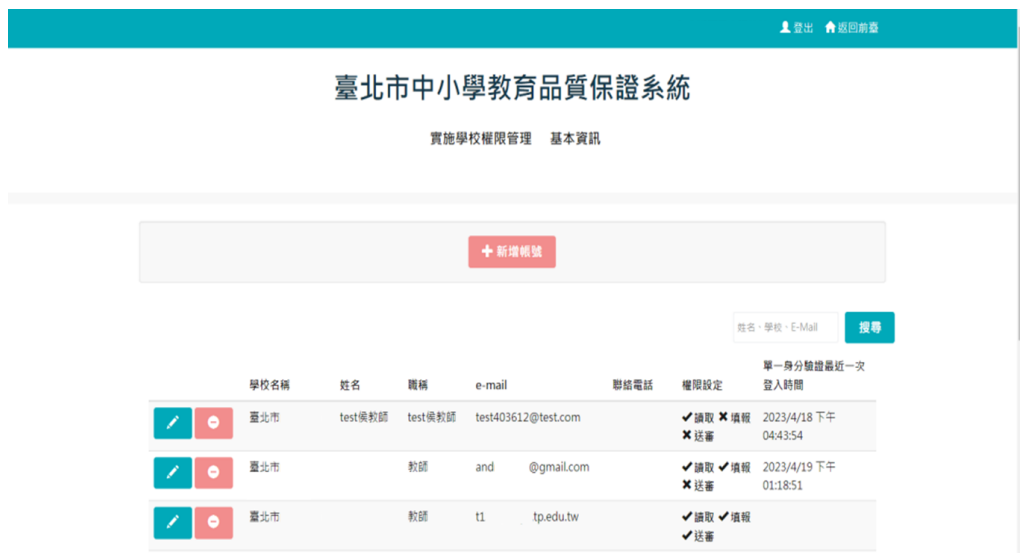 登出 返回前臺
臺北市中小學教育品質保證系統
實施學校權限管理 基本資訊
新增帳號
姓名、學校、E-Mail 搜尋
學校名稱 姓名 職稱 e-mail 聯絡電話 權限設定 單一身分驗證最近一次
登入時間
臺北市 test侯教師 test侯教師 test403612@test.com ✔讀取 ✖填報 2023/4/18 下午
✖送審 04:43:54
臺北市 教師 and @gmail.com ✔讀取 ✔填報 2023/4/19 下午
✖送審 01:18:51
臺北市 教師 t1 .tp.edu.tw ✔讀取 ✔填報
✔送審